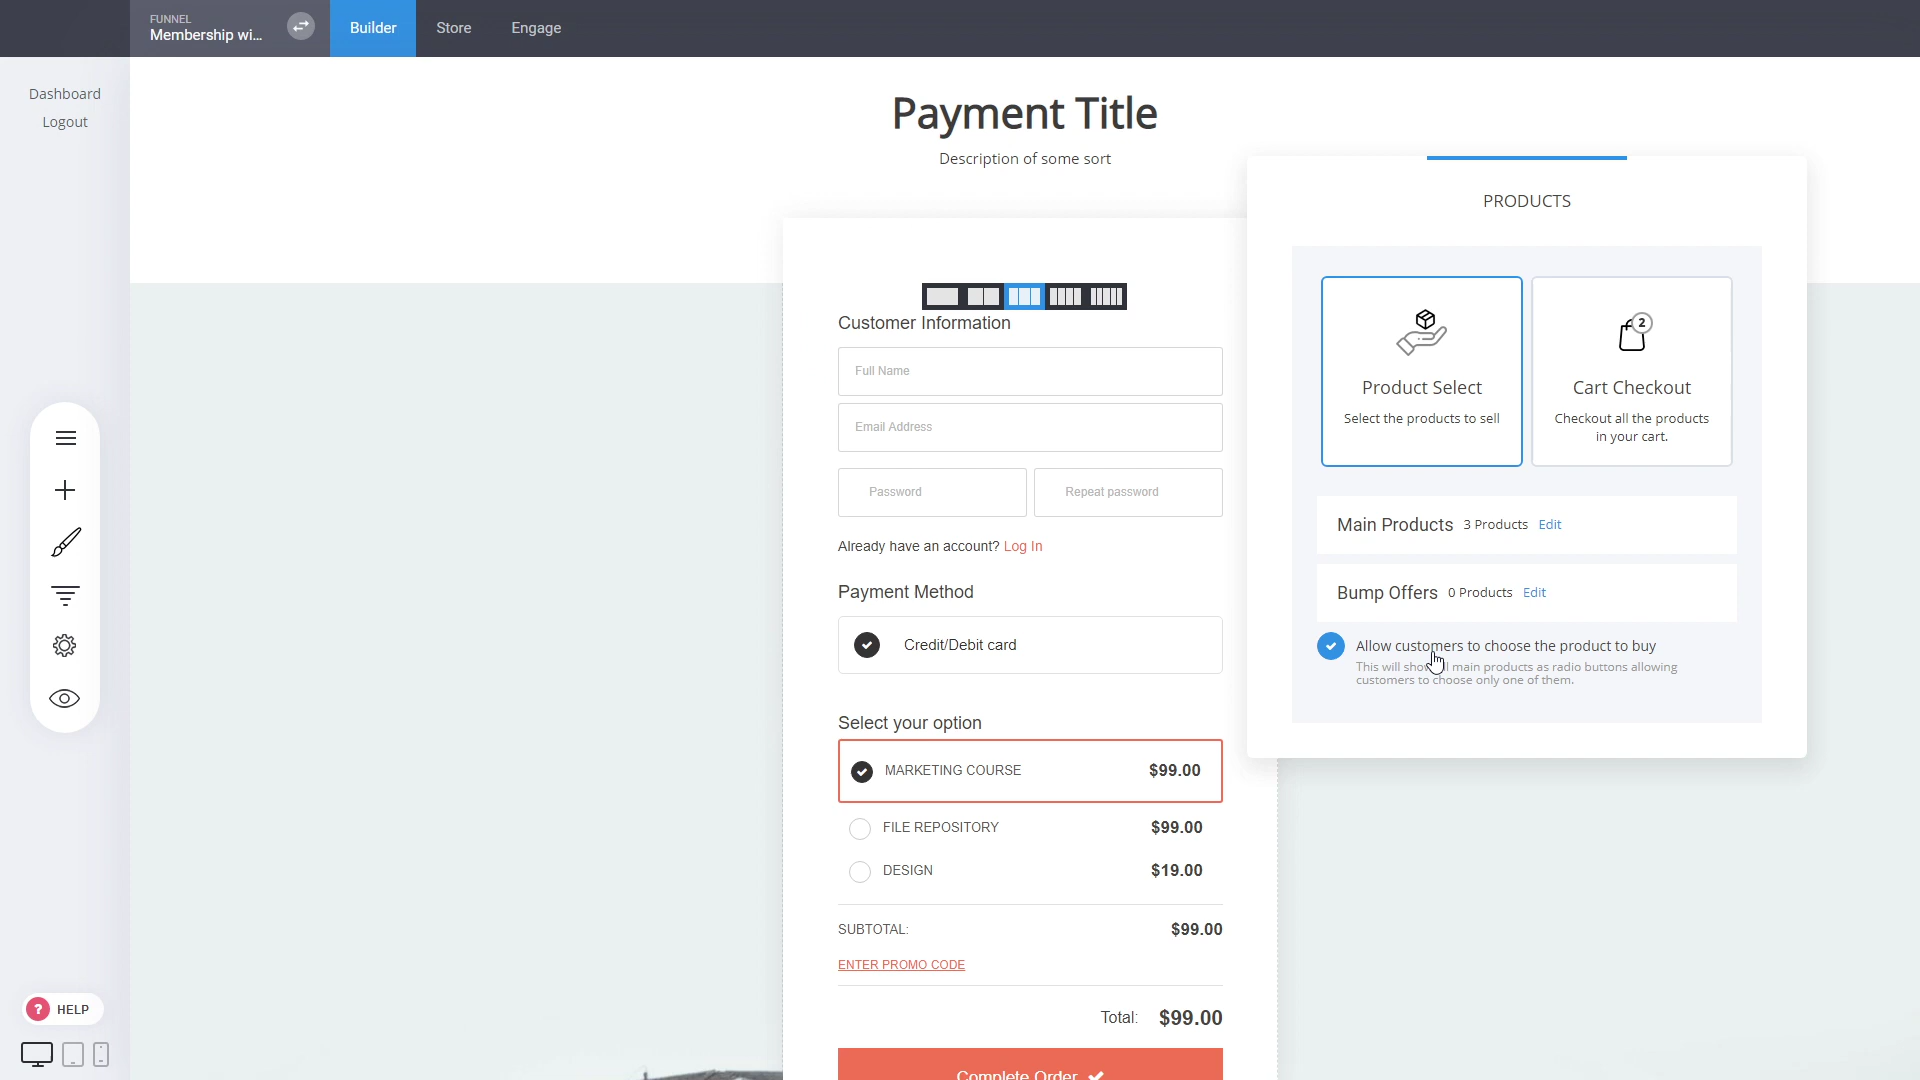 FUNNEL
Membership wi...
Builder
Store
Engage
Dashboard
Logout
Payment Title
Description of some sort
PRODUCTS
Product Select
Select the products to sell
2
Cart Checkout
Checkout all the products
in your cart.
Main Products 3 Products Edit
Bump Offers 0 Products Edit
Allow customers to choose the product to buy
This will main products as radio buttons allowing
customers to choose only one of them.
Customer Information
Full Name
Email Address
Password
Repeat password
Already have an account? Log In
Payment Method
Credit/Debit card
Select your option
MARKETING COURSE $99.00
FILE REPOSITORY $99.00
DESIGN $19.00
SUBTOTAL: $99.00
ENTER PROMO CODE
Total: $99.00
Complete Order
? HELP